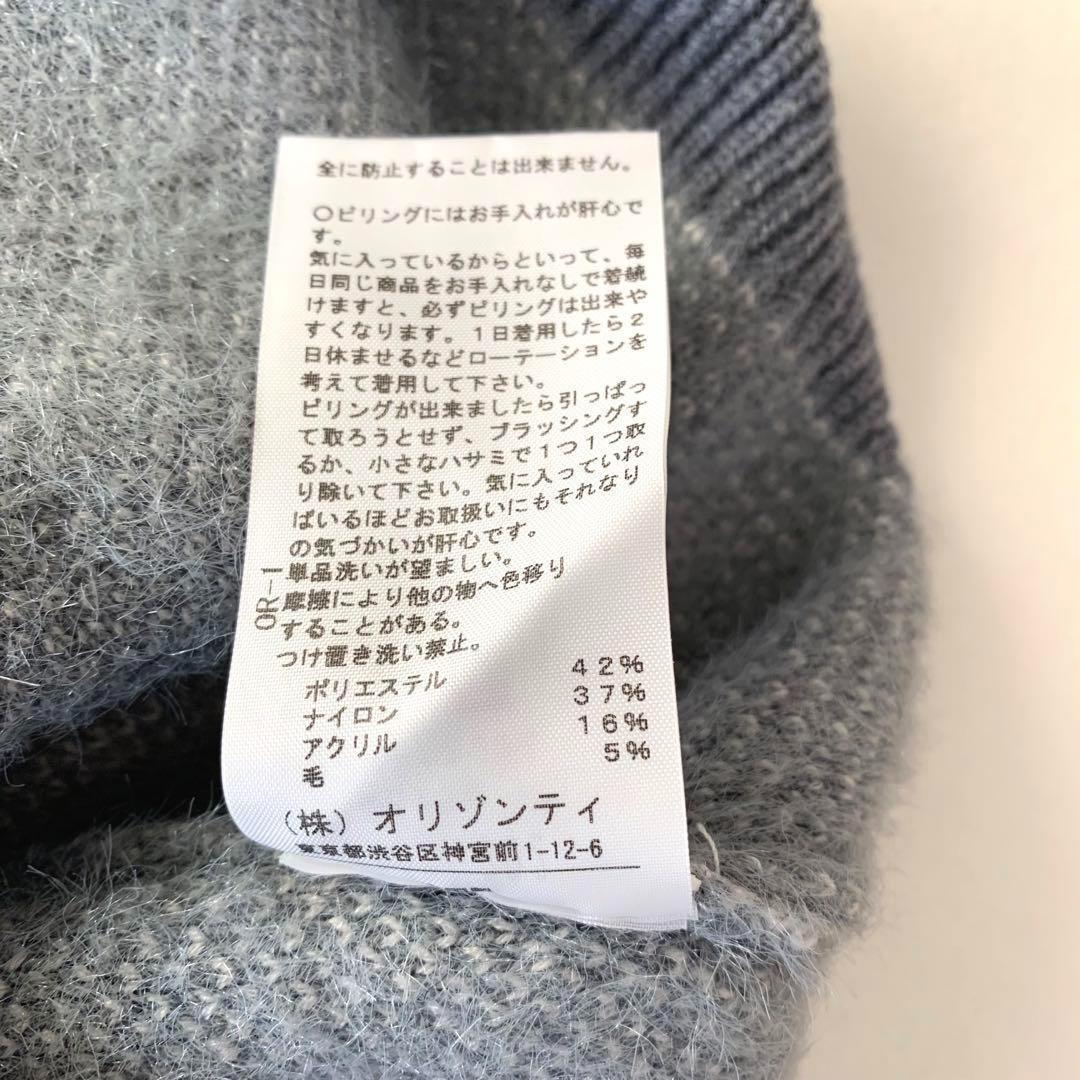 全に防止することは出来ません。
〇ピリングにはお手入れが肝心で
す。
気に入っているからといって、毎
日同じ商品をお手入れなしで着続
けますと、必ずピリングは出来や
すくなります。1日着用したら2
日休ませるなどローテーションを
考えて着用して下さい。
ピリングが出来ましたら引っぱっ
て取ろうとせず、ブラッシングす
るか、小さなハサミで1つ1つ取
り除いて下さい。気に入っていれ
ばいるほどお取扱いにもそれなり
の気づかいが肝心です。
単品洗いが望ましい。
摩擦により他の物へ色移り
することがある。
つけ置き洗い禁止。
OR-1
ポリエステル 42%
ナイロン 37%
アクリル 16%
毛 5%
(株) オリゾンティ
東京都渋谷区神宮前1-12-6